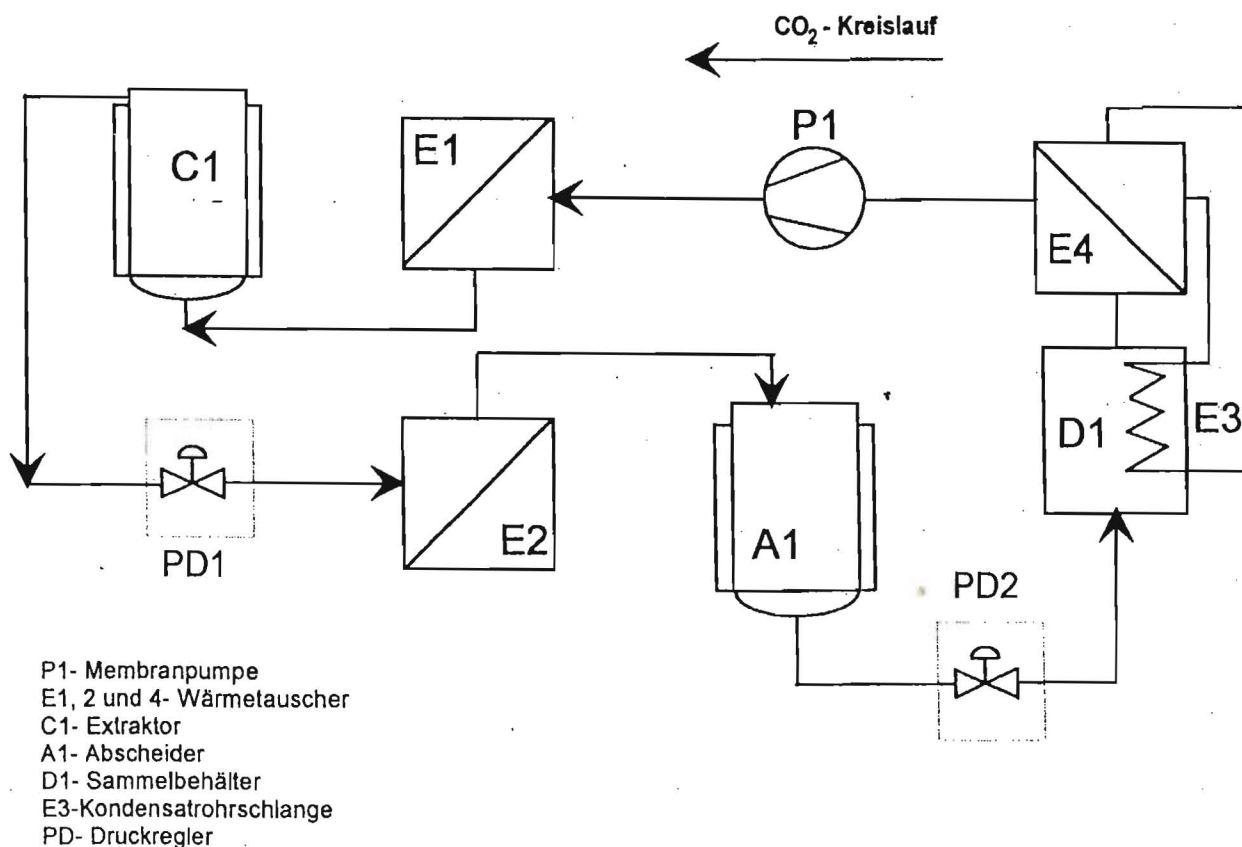 CO₂ - Kreislauf
P1
C1
E1
E4
D1
E3
E2
A1
PD1
PD2
P1- Membranpumpe
E1, 2 und 4- Wärmetauscher
C1- Extraktor
A1- Abscheider
D1- Sammelbehälter
E3-Kondensatrohrschlange
PD- Druckregler